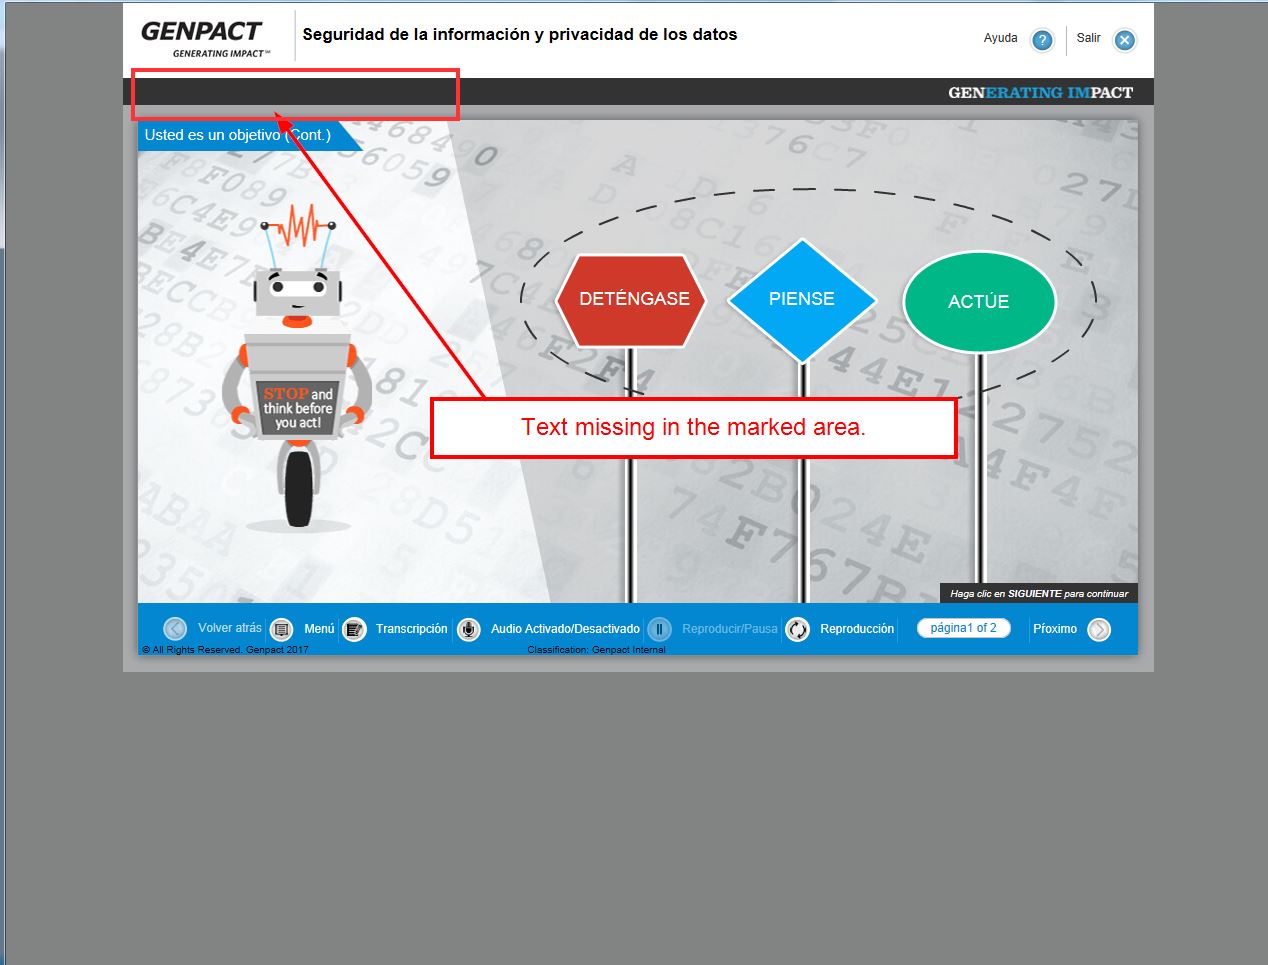 GENPACT
GENERATING IMPACT℠
Seguridad de la información y privacidad de los datos
Ayuda
?
Salir
GENERATING IMPACT
Usted es un objetivo (Cont.)
DETÉNGASE
PIENSE
ACTÚE
STOP and
think before
you act!
Text missing in the marked area.
Haga clic en SIGUIENTE para continuar
Volver atrás
Menú
Transcripción
Audio Activado/Desactivado
Reproducir/Pausa
Reproducción
página1 of 2
Próximo
© All Rights Reserved. Genpact 2017
Classification: Genpact Internal